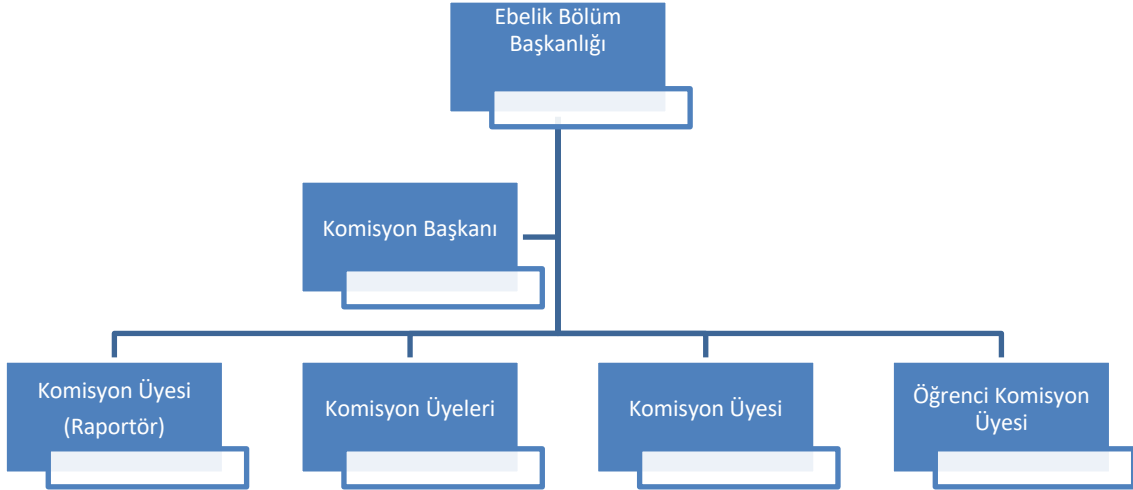 Ebelik Bölüm
Başkanlığı
Komisyon Başkanı
Komisyon Üyesi
(Raportör)
Komisyon Üyeleri
Komisyon Üyesi
Öğrenci Komisyon
Üyesi